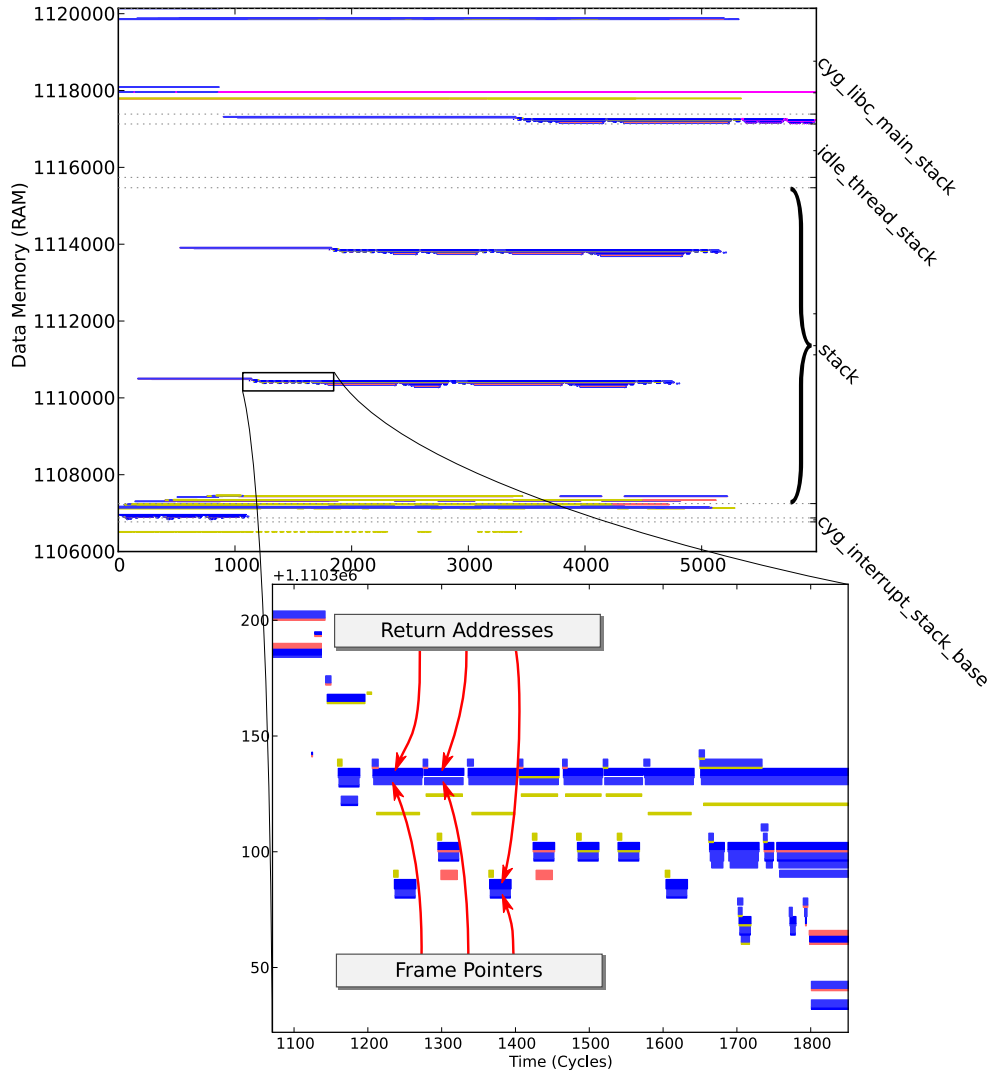 1120000
1118000
1116000
1114000
1112000
1110000
1108000
1106000
Data Memory (RAM)
0
1000
2000
3000
4000
5000
cyg_libc_main_stack
idle_thread_stack
stack
cyg_interrupt_stack_base
+1.1103e6
200
150
100
50
Return Addresses
Frame Pointers
1100
1200
1300
1400
1500
1600
1700
1800
Time (Cycles)